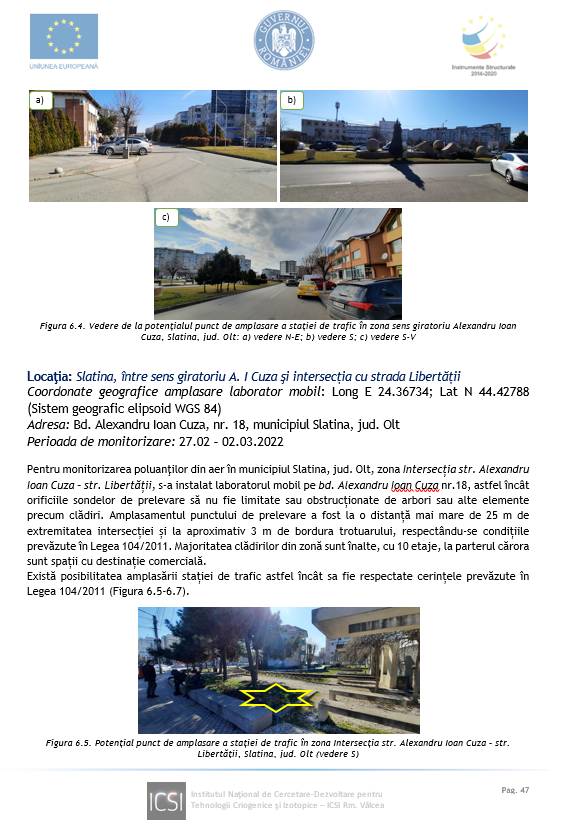 UNIUNEA EUROPEANĂ
GUVERNUL ROMÂNIEI
Instrumente Structurale
2014-2020
a)
b)
c)
Figura 6.4. Vedere de la potențialul punct de amplasare a stației de trafic în zona sens giratoriu Alexandru Ioan
Cuza, Slatina, jud. Olt: a) vedere N-E; b) vedere S; c) vedere S-V
Locația: Slatina, între sens giratoriu A. I Cuza și intersecția cu strada Libertății
Coordonate geografice amplasare laborator mobil: Long E 24.36734; Lat N 44.42788
(Sistem geografic elipsoid WGS 84)
Adresa: Bd. Alexandru Ioan Cuza, nr. 18, municipiul Slatina, jud. Olt
Perioada de monitorizare: 27.02 – 02.03.2022
Pentru monitorizarea poluanților din aer în municipiul Slatina, jud. Olt, zona Intersecția str. Alexandru
Ioan Cuza – str. Libertății, s-a instalat laboratorul mobil pe bd. Alexandru Ioan Cuza nr.18, astfel încât
orificiile sondelor de prelevare să nu fie limitate sau obstrucționate de arbori sau alte elemente
precum clădiri. Amplasamentul punctului de prelevare a fost la o distanță mai mare de 25 m de
extremitatea intersecției și la aproximativ 3 m de bordura trotuarului, respectându-se condițiile
prevăzute în Legea 104/2011. Majoritatea clădirilor din zonă sunt înalte, cu 10 etaje, la parterul cărora
sunt spații cu destinație comercială.
Există posibilitatea amplasării stației de trafic astfel încât sa fie respectate cerințele prevăzute în
Legea 104/2011 (Figura 6.5-6.7).
Figura 6.5. Potențial punct de amplasare a stației de trafic în zona Intersecția str. Alexandru Ioan Cuza – str.
Libertății, Slatina, jud. Olt (vedere S)
ICSI
Institutul Național de Cercetare-Dezvoltare pentru
Tehnologii Criogenice și Izotopice – ICSI Rm. Vâlcea
Pag. 47